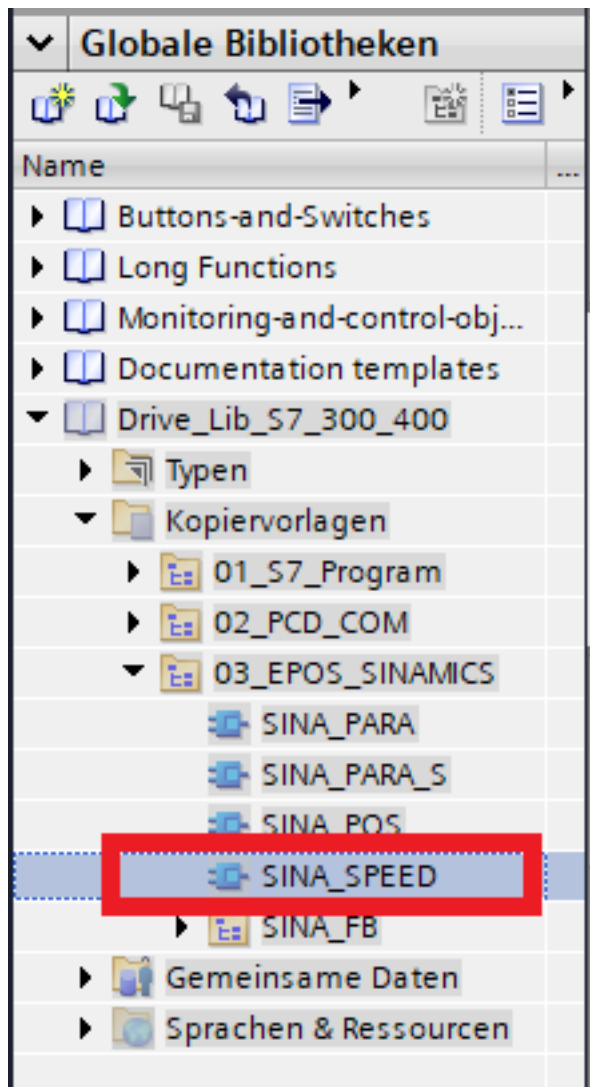 Globale Bibliotheken
Name ...
Buttons-and-Switches
Long Functions
Monitoring-and-control-obj...
Documentation templates
Drive_Lib_S7_300_400
Typen
Kopiervorlagen
01_S7_Program
02_PCD_COM
03_EPOS_SINAMICS
SINA_PARA
SINA_PARA_S
SINA_POS
SINA_SPEED
SINA_FB
Gemeinsame Daten
Sprachen & Ressourcen